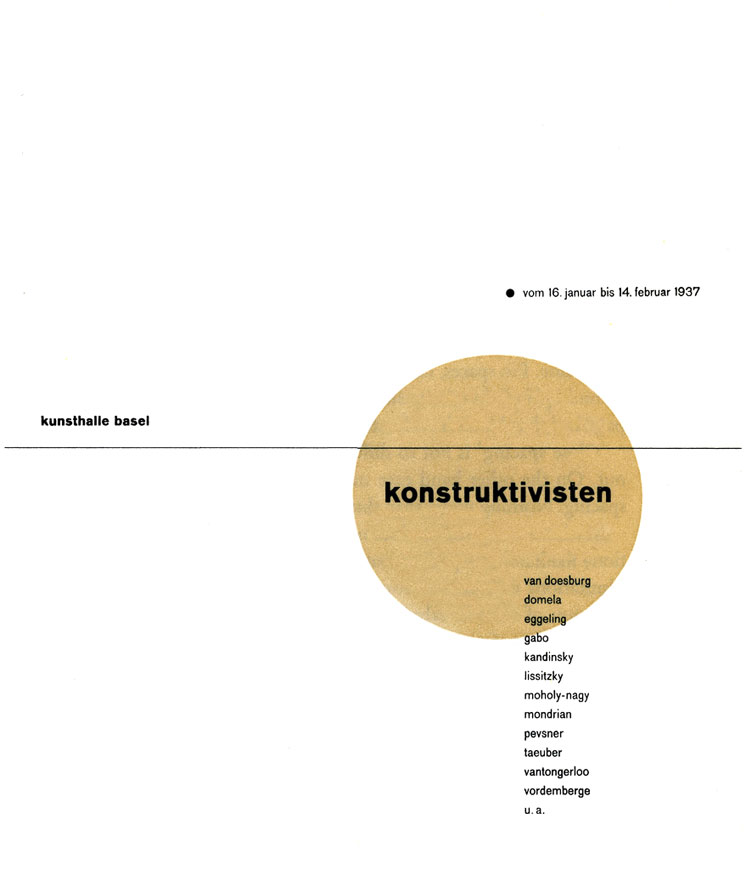 vom 16. januar bis 14. februar 1937
kunsthalle basel
konstruktivisten
van doesburg
domela
eggeling
gabo
kandinsky
lissitzky
moholy-nagy
mondrian
pevsner
taeuber
vantongerloo
vordemberge
u. a.